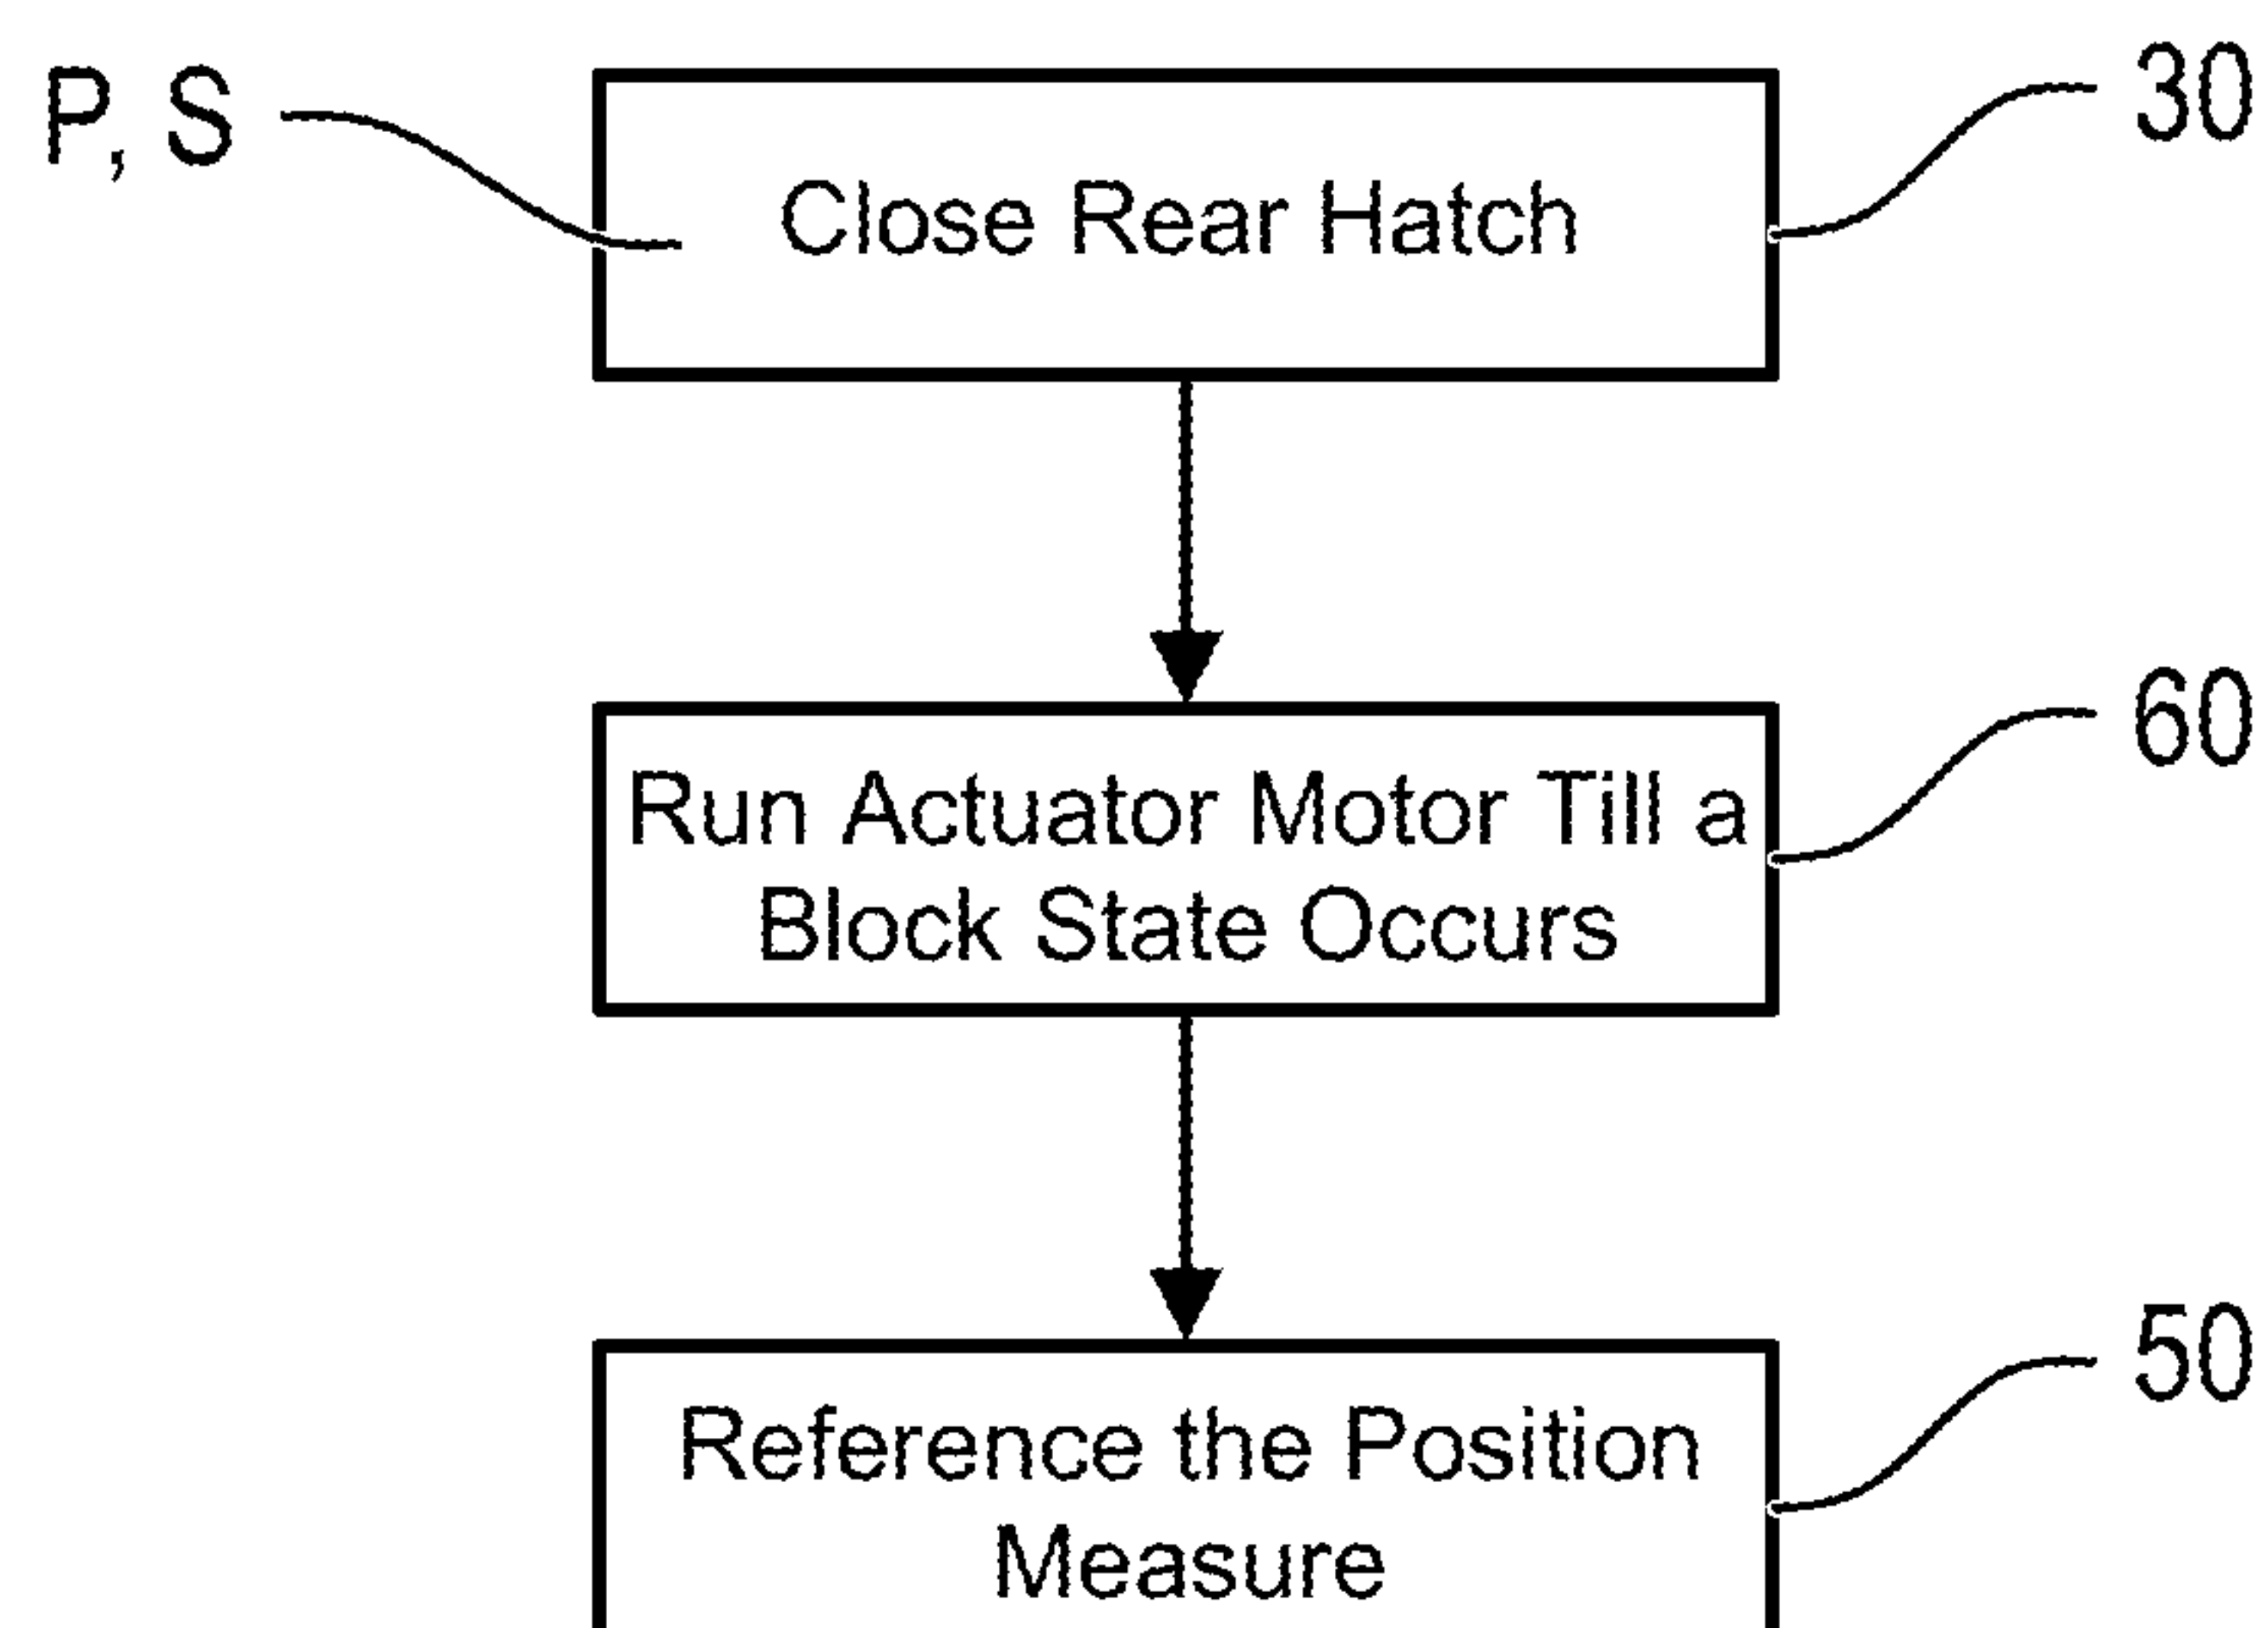 P, S
30
Close Rear Hatch
60
Run Actuator Motor Till a
Block State Occurs
50
Reference the Position
Measure